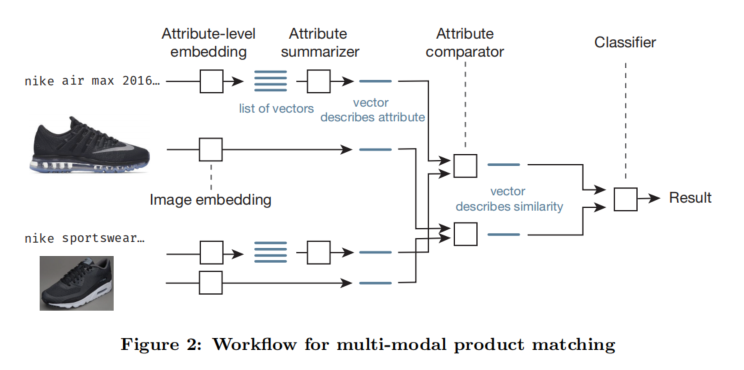 Attribute-level
embedding
Attribute
summarizer
Attribute
comparator
Classifier
nike air max 2016…
list of vectors
vector
describes attribute
Image embedding
vector
describes similarity
Result
nike sportswear…
Figure 2: Workflow for multi-modal product matching